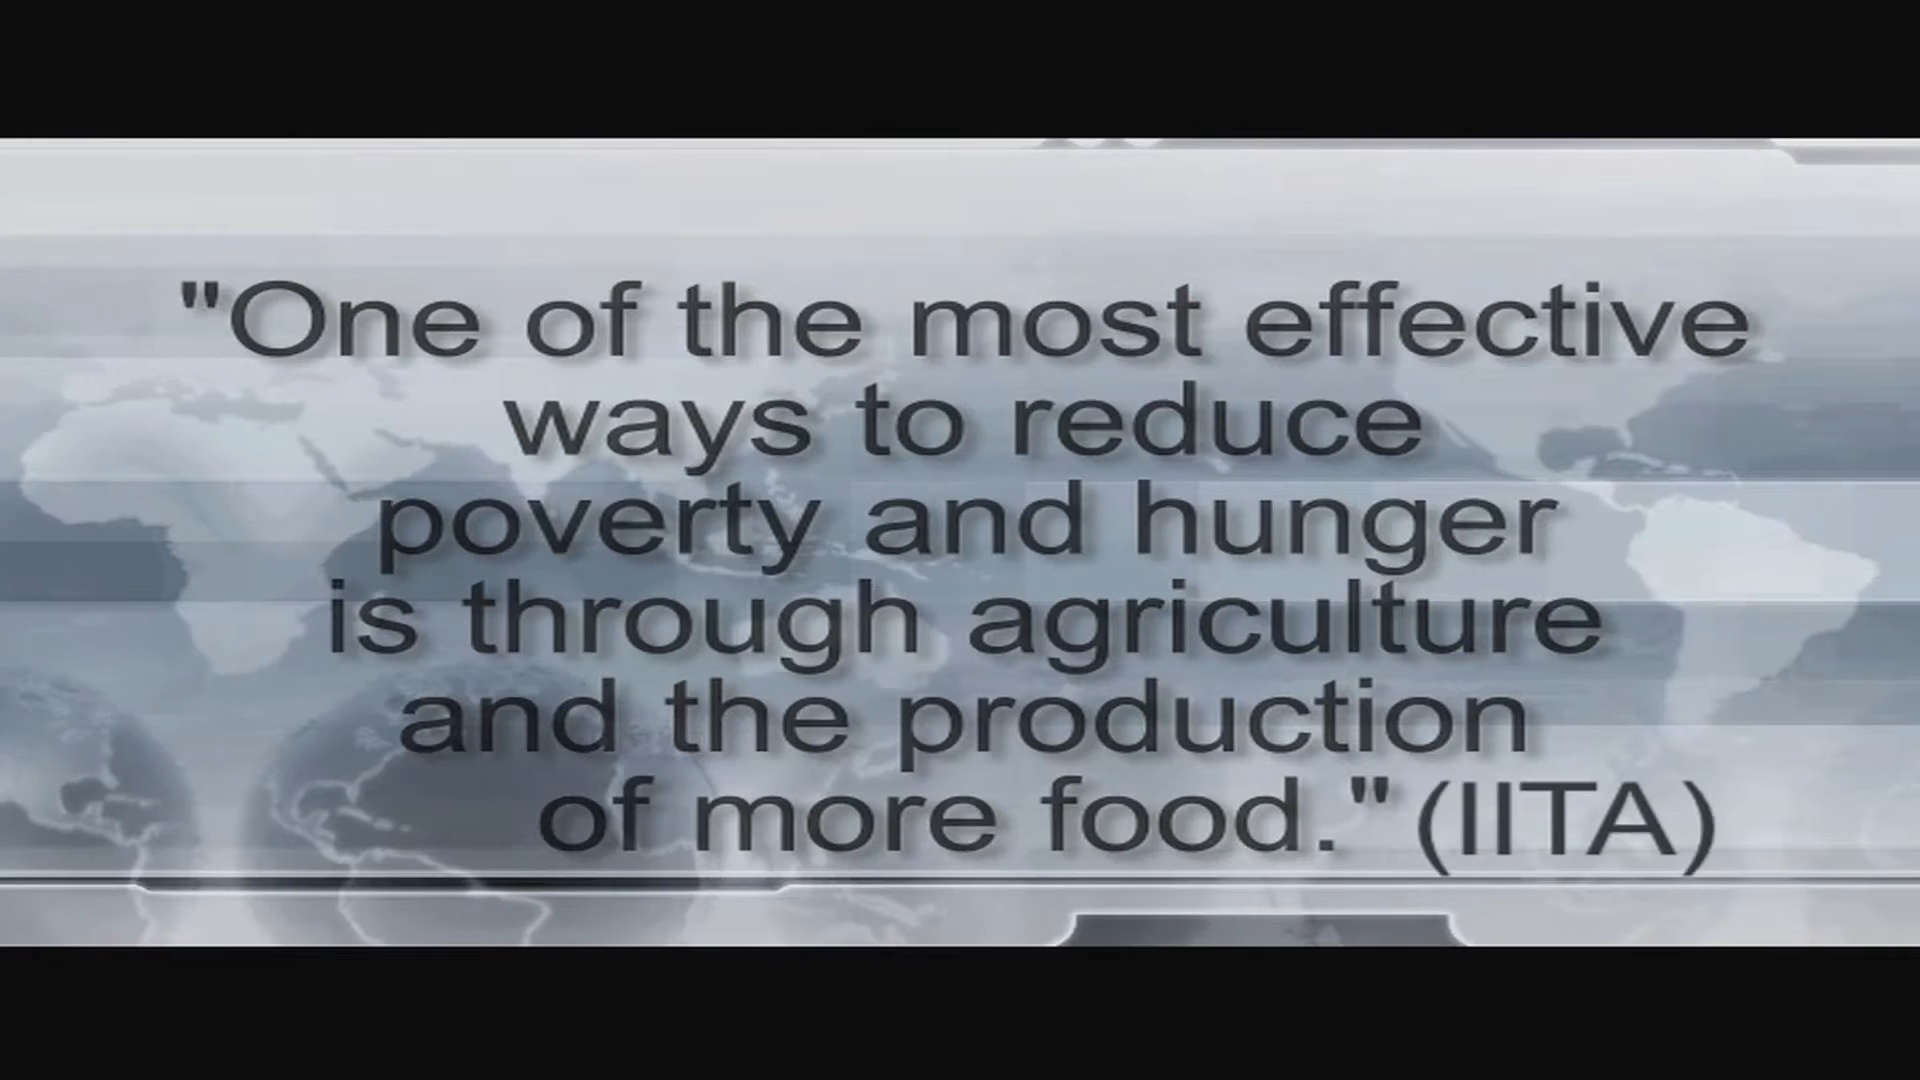 "One of the most effective
ways to reduce
poverty and hunger
is through agriculture
and the production
of more food." (IITA)